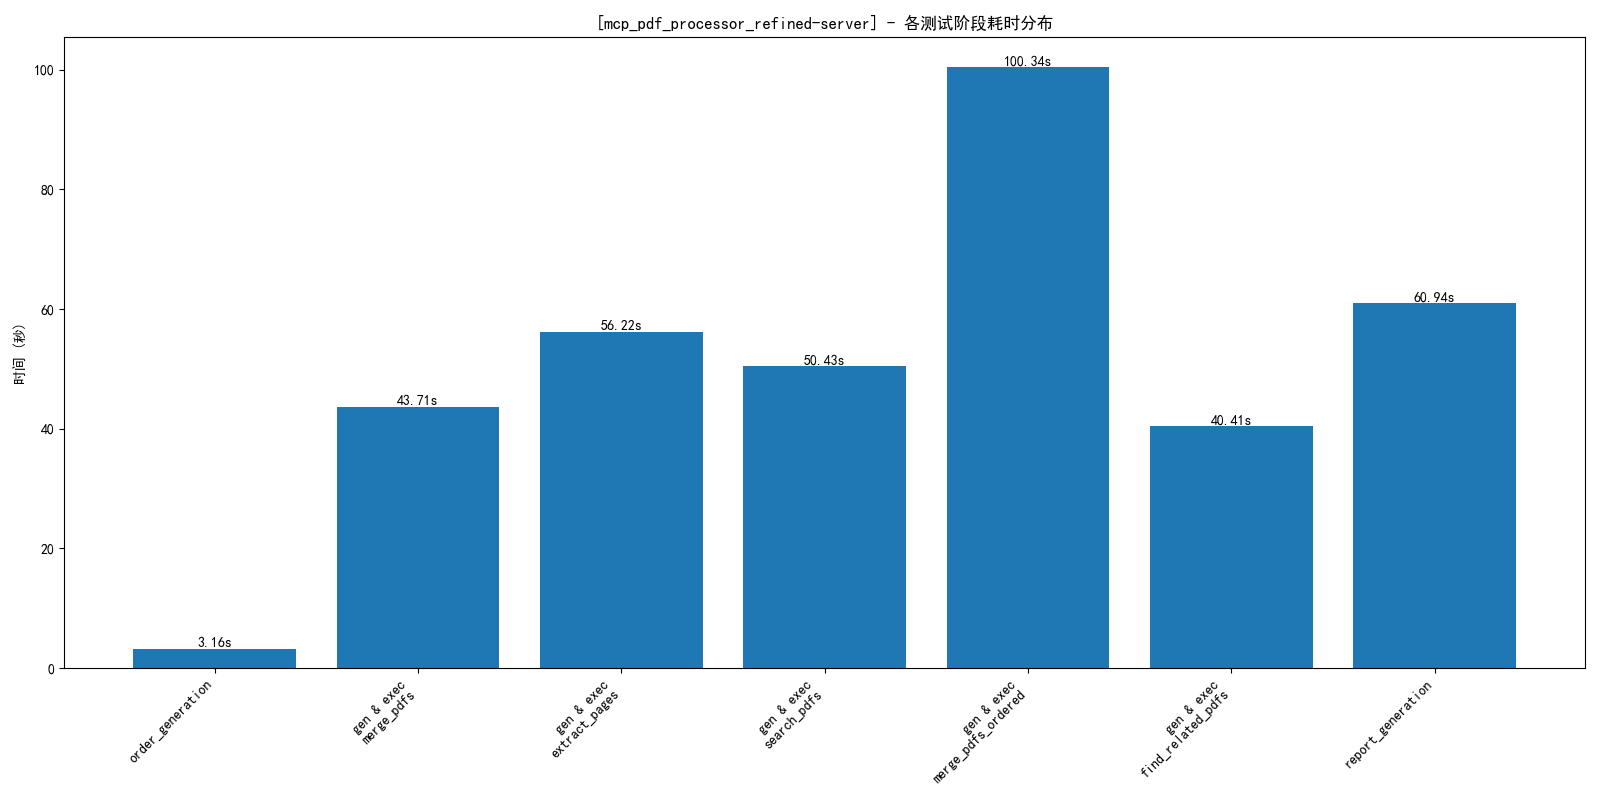 [mcp_pdf_processor_refined-server] - 各测试阶段耗时分布
时间 (秒)
100
80
60
40
20
0
3.16s
43.71s
56.22s
50.43s
100.34s
40.41s
60.94s
order_generation
gen & exec
merge_pdfs
gen & exec
extract_pages
gen & exec
search_pdfs
gen & exec
merge_pdfs_ordered
gen & exec
find_related_pdfs
report_generation